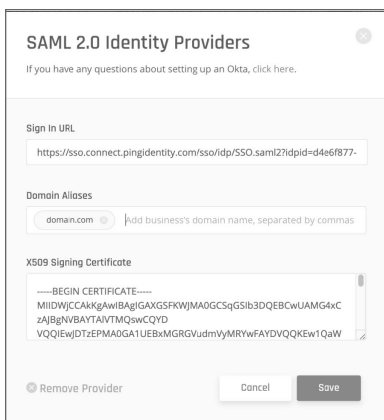 SAML 2.0 Identity Providers
If you have any questions about setting up an Okta, click here.
Sign In URL
https://sso.connect.pingidentity.com/sso/idp/SSO.saml2?idpid=d4e6f877-
Domain Aliases
domain.com
Add business's domain name, separated by commas
X509 Signing Certificate
-----BEGIN CERTIFICATE-----
MIIDWjCCAkKgAwIBAgIGAXGSFKWJMA0GCSqGSIb3DQEBCwUAMG4xC
zAJBgNVBAYTAlVTMQswCQYD
VQQIEwJDTzEPMA0GA1UEBxMGRGVudmVyMRYwFAYDVQQKEw1QaW
Remove Provider
Cancel
Save